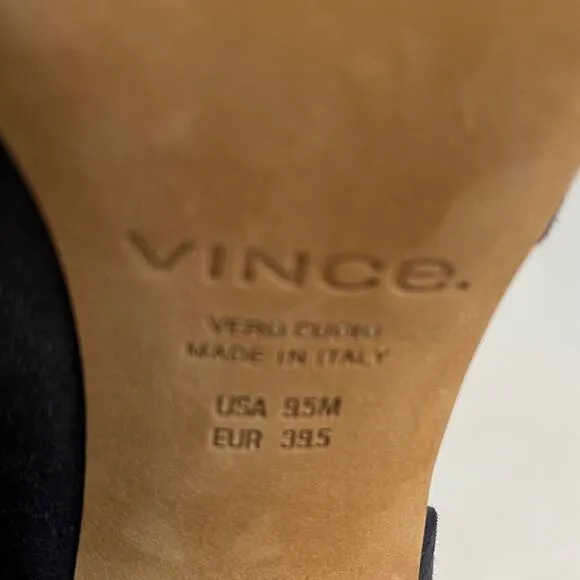 VINCE.
VERO CUOIO
MADE IN ITALY
USA 9.5M
EUR 39.5